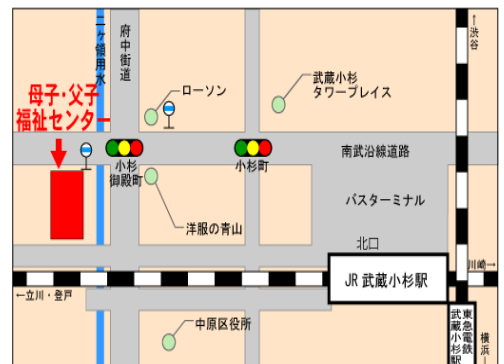 二ヶ領用水
府中街道
↑渋谷
母子・父子
福祉センター
ローソン
武蔵小杉
タワープレイス
小杉
御殿町
小杉町
南武沿線道路
バスターミナル
洋服の青山
北口
JR 武蔵小杉駅
川崎→
←立川・登戸
中原区役所
東急電鉄
武蔵小杉駅
横浜